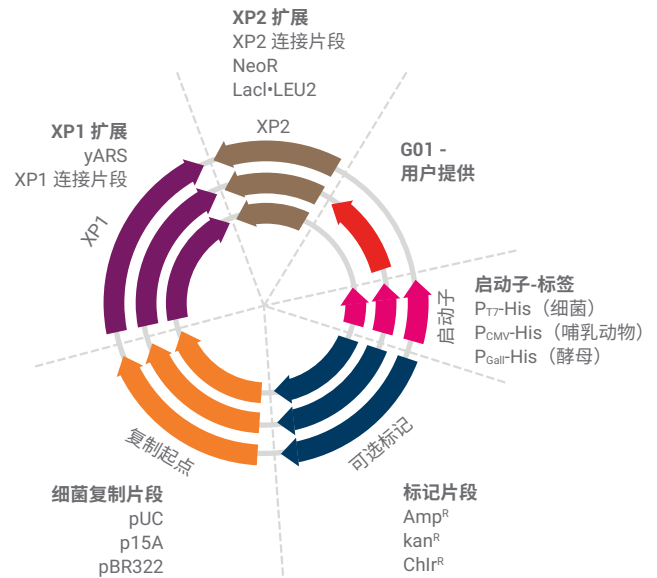 XP2 扩展
XP2 连接片段
NeoR
LacI•LEU2
XP2
XP1 扩展
yARS
XP1 连接片段
XP1
G01 -
用户提供
启动子-标签
PT7-His（细菌）
PCMV-His（哺乳动物）
PGall-His（酵母）
启动子
复制起点
可选标记
细菌复制片段
pUC
p15A
pBR322
标记片段
Ampᴿ
kanᴿ
Chlrᴿ